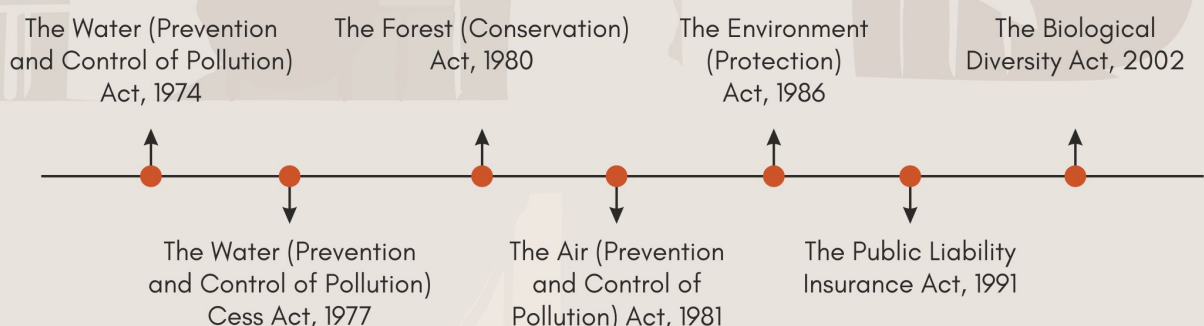 The Water (Prevention
and Control of Pollution)
Act, 1974
The Forest (Conservation)
Act, 1980
The Environment
(Protection)
Act, 1986
The Biological
Diversity Act, 2002
The Water (Prevention
and Control of Pollution)
Cess Act, 1977
The Air (Prevention
and Control of
Pollution) Act, 1981
The Public Liability
Insurance Act, 1991